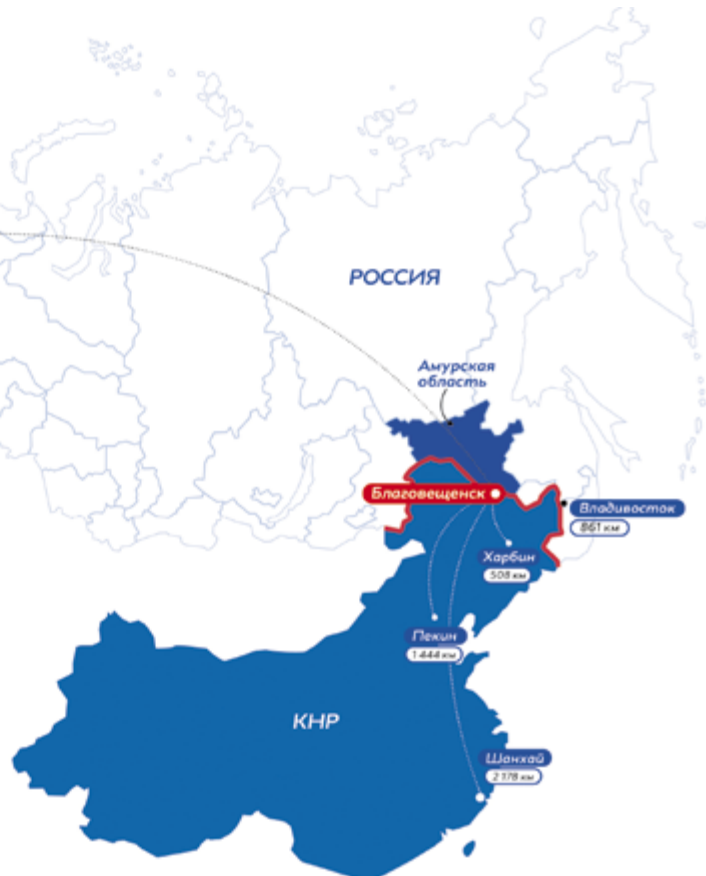 РОССИЯ
Амурская
область
Благовещенск
Владивосток
861 км
Харбин
508 км
Пекин
1 444 км
КНР
Шанхай
2 178 км